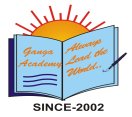 Ganga
Academy
Always
Lead the
World..
SINCE-2002